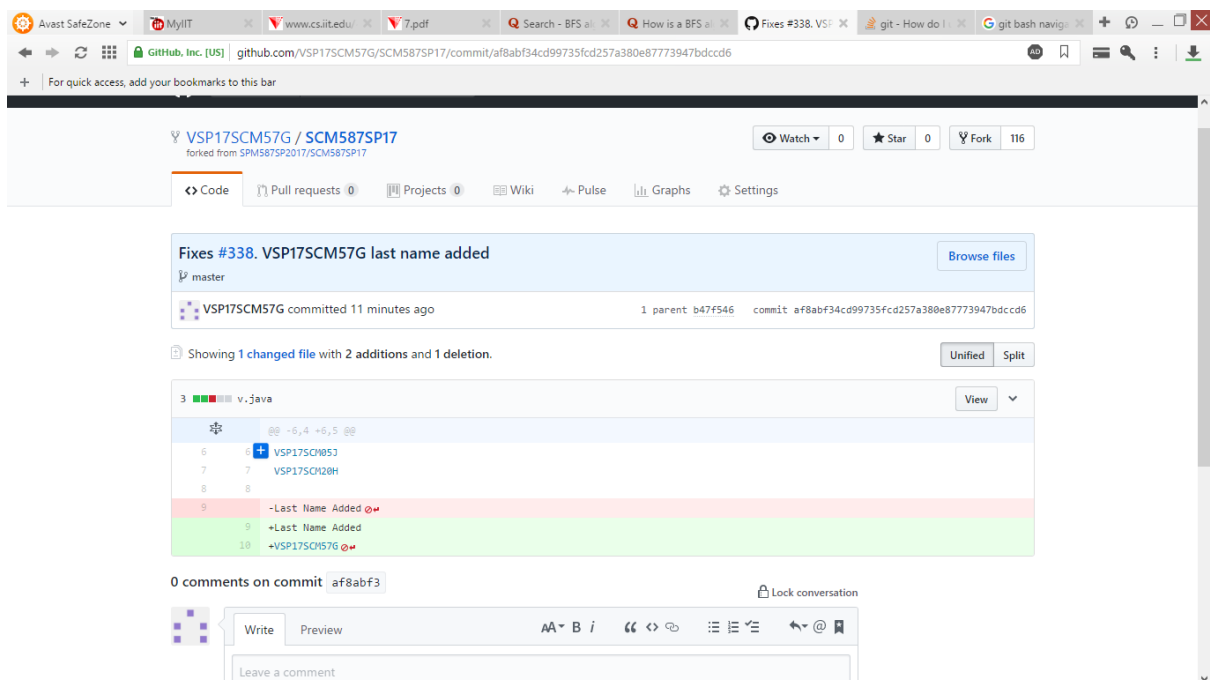 Avast SafeZone
MyIIT
www.cs.iit.edu/
7.pdf
Search - BFS al
How is a BFS al
Fixes #338. VSP
git - How do I
git bash naviga
GitHub, Inc. [US] github.com/VSP17SCM57G/SCM587SP17/commit/af8abf34cd99735fcd257a380e87773947bdccd6
AD
For quick access, add your bookmarks to this bar
VSP17SCM57G / SCM587SP17
Watch 0 Star 0 Fork 116
forked from SPM587SP2017/SCM587SP17
Code Pull requests 0 Projects 0 Wiki Pulse Graphs Settings
Fixes #338. VSP17SCM57G last name added
Browse files
master
VSP17SCM57G committed 11 minutes ago 1 parent b47f546 commit af8abf34cd99735fcd257a380e87773947bdccd6
Showing 1 changed file with 2 additions and 1 deletion. Unified Split
3 v.java View
@@ -6,4 +6,5 @@
6 6 VSP17SCM05J
7 7 VSP17SCM20H
8 8
9 -Last Name Added
9 +Last Name Added
10 +VSP17SCM57G
0 comments on commit af8abf3
Lock conversation
Write Preview AA B i “ <> @
Leave a comment